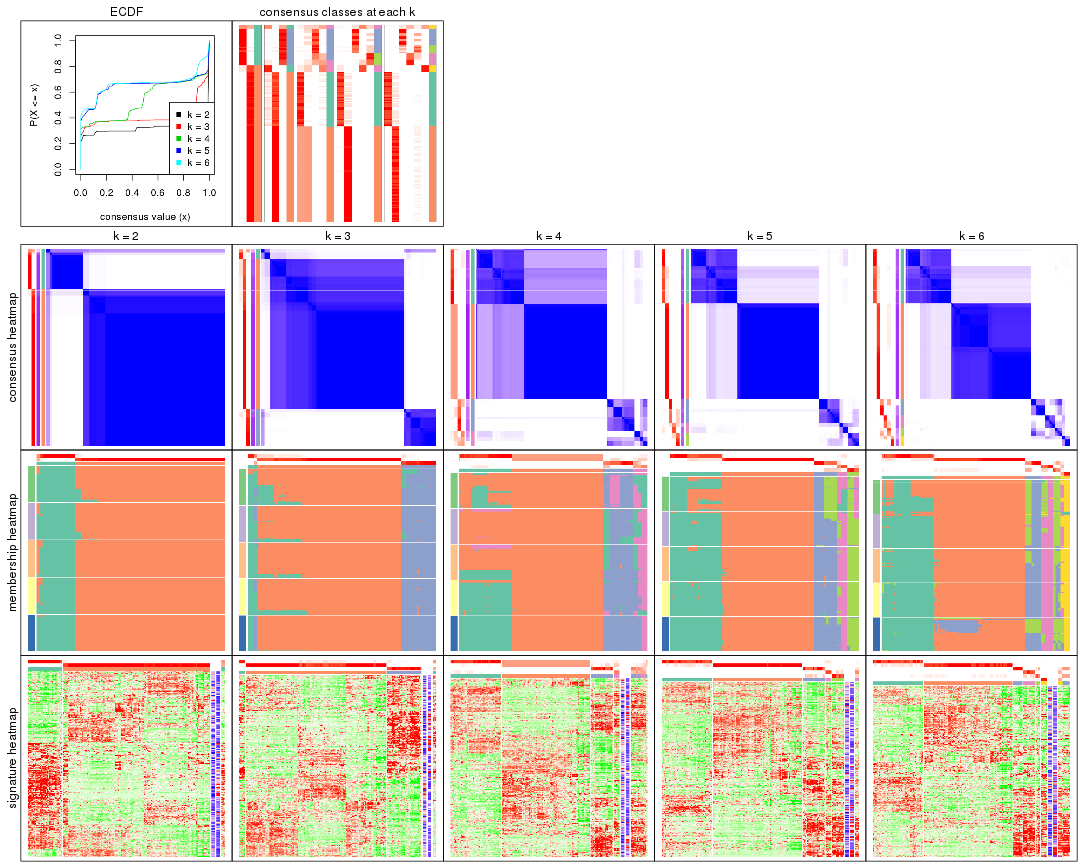 ECDF
consensus classes at each k
P(X <= x)
0.0 0.2 0.4 0.6 0.8 1.0
k = 2
k = 3
k = 4
k = 5
k = 6
0.0 0.2 0.4 0.6 0.8 1.0
consensus value (x)
k = 2 k = 3 k = 4 k = 5 k = 6
consensus heatmap
membership heatmap
signature heatmap